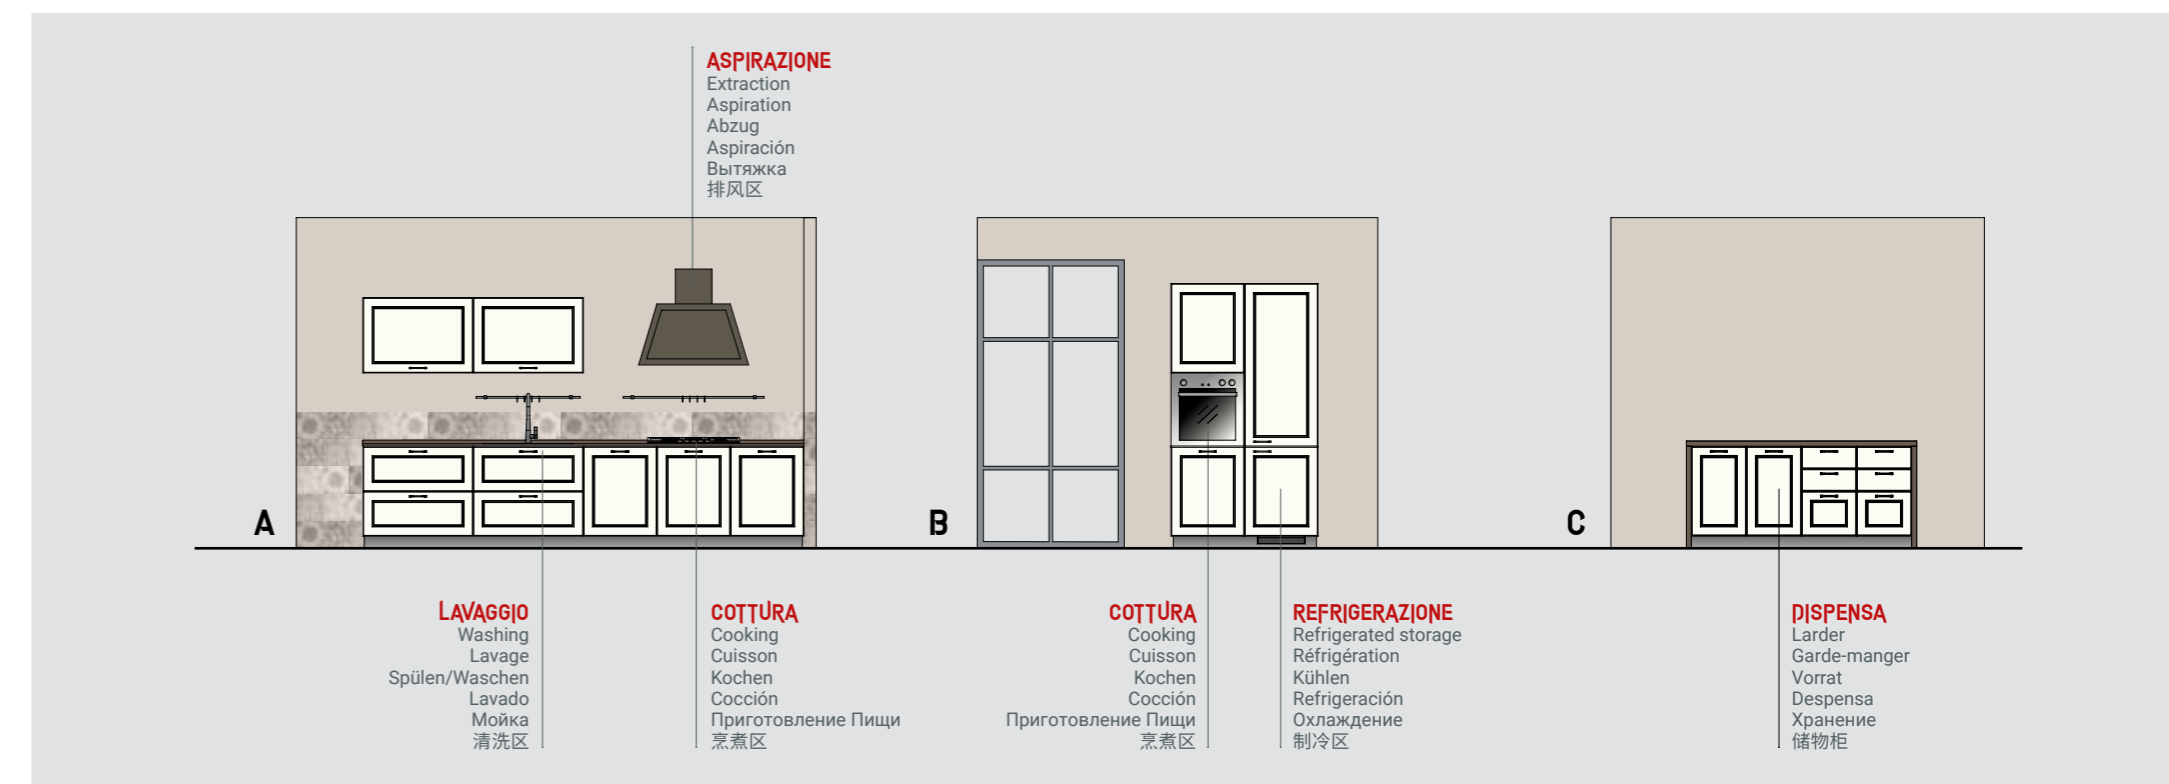 ASPIRAZIONE
Extraction
Aspiration
Abzug
Aspiración
Вытяжка
排风区
A
B
C
LAVAGGIO
Washing
Lavage
Spülen/Waschen
Lavado
Мойка
清洗区
COTTURA
Cooking
Cuisson
Kochen
Cocción
Приготовление Пищи
烹煮区
COTTURA
Cooking
Cuisson
Kochen
Cocción
Приготовление Пищи
烹煮区
REFRIGERAZIONE
Refrigerated storage
Réfrigération
Kühlen
Refrigeración
Охлаждение
制冷区
DISPENSA
Larder
Garde-manger
Vorrat
Despensa
Хранение
储物柜